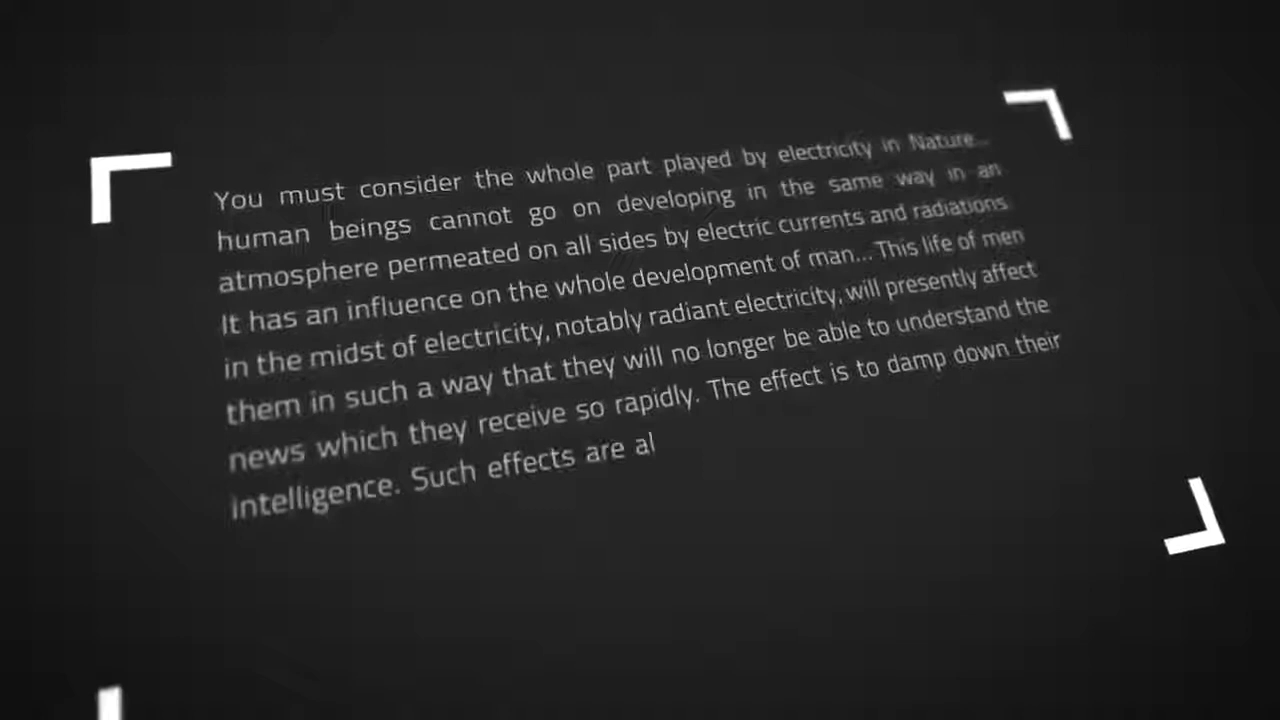 You must consider the whole part played by electricity in Nature...
human beings cannot go on developing in the same way in an
atmosphere permeated on all sides by electric currents and radiations
It has an influence on the whole development of man... This life of men
in the midst of electricity, notably radiant electricity, will presently affect
them in such a way that they will no longer be able to understand the
news which they receive so rapidly. The effect is to damp down their
intelligence. Such effects are al